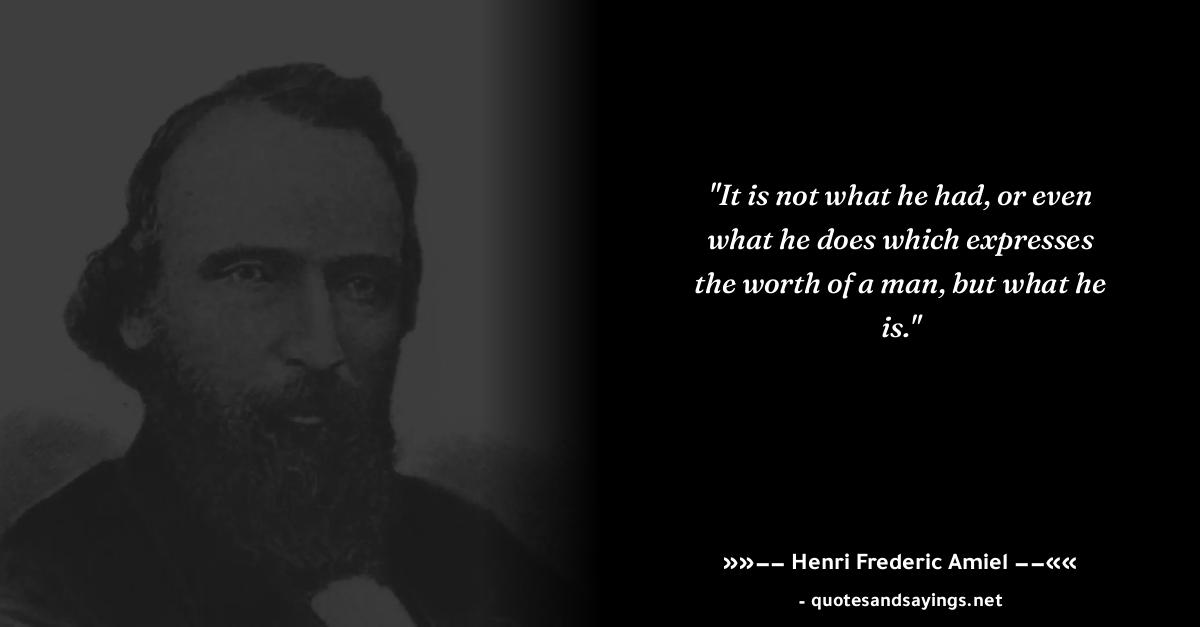 "It is not what he had, or even
what he does which expresses
the worth of a man, but what he
is."
»»–– Henri Frederic Amiel ––««
- quotesandsayings.net